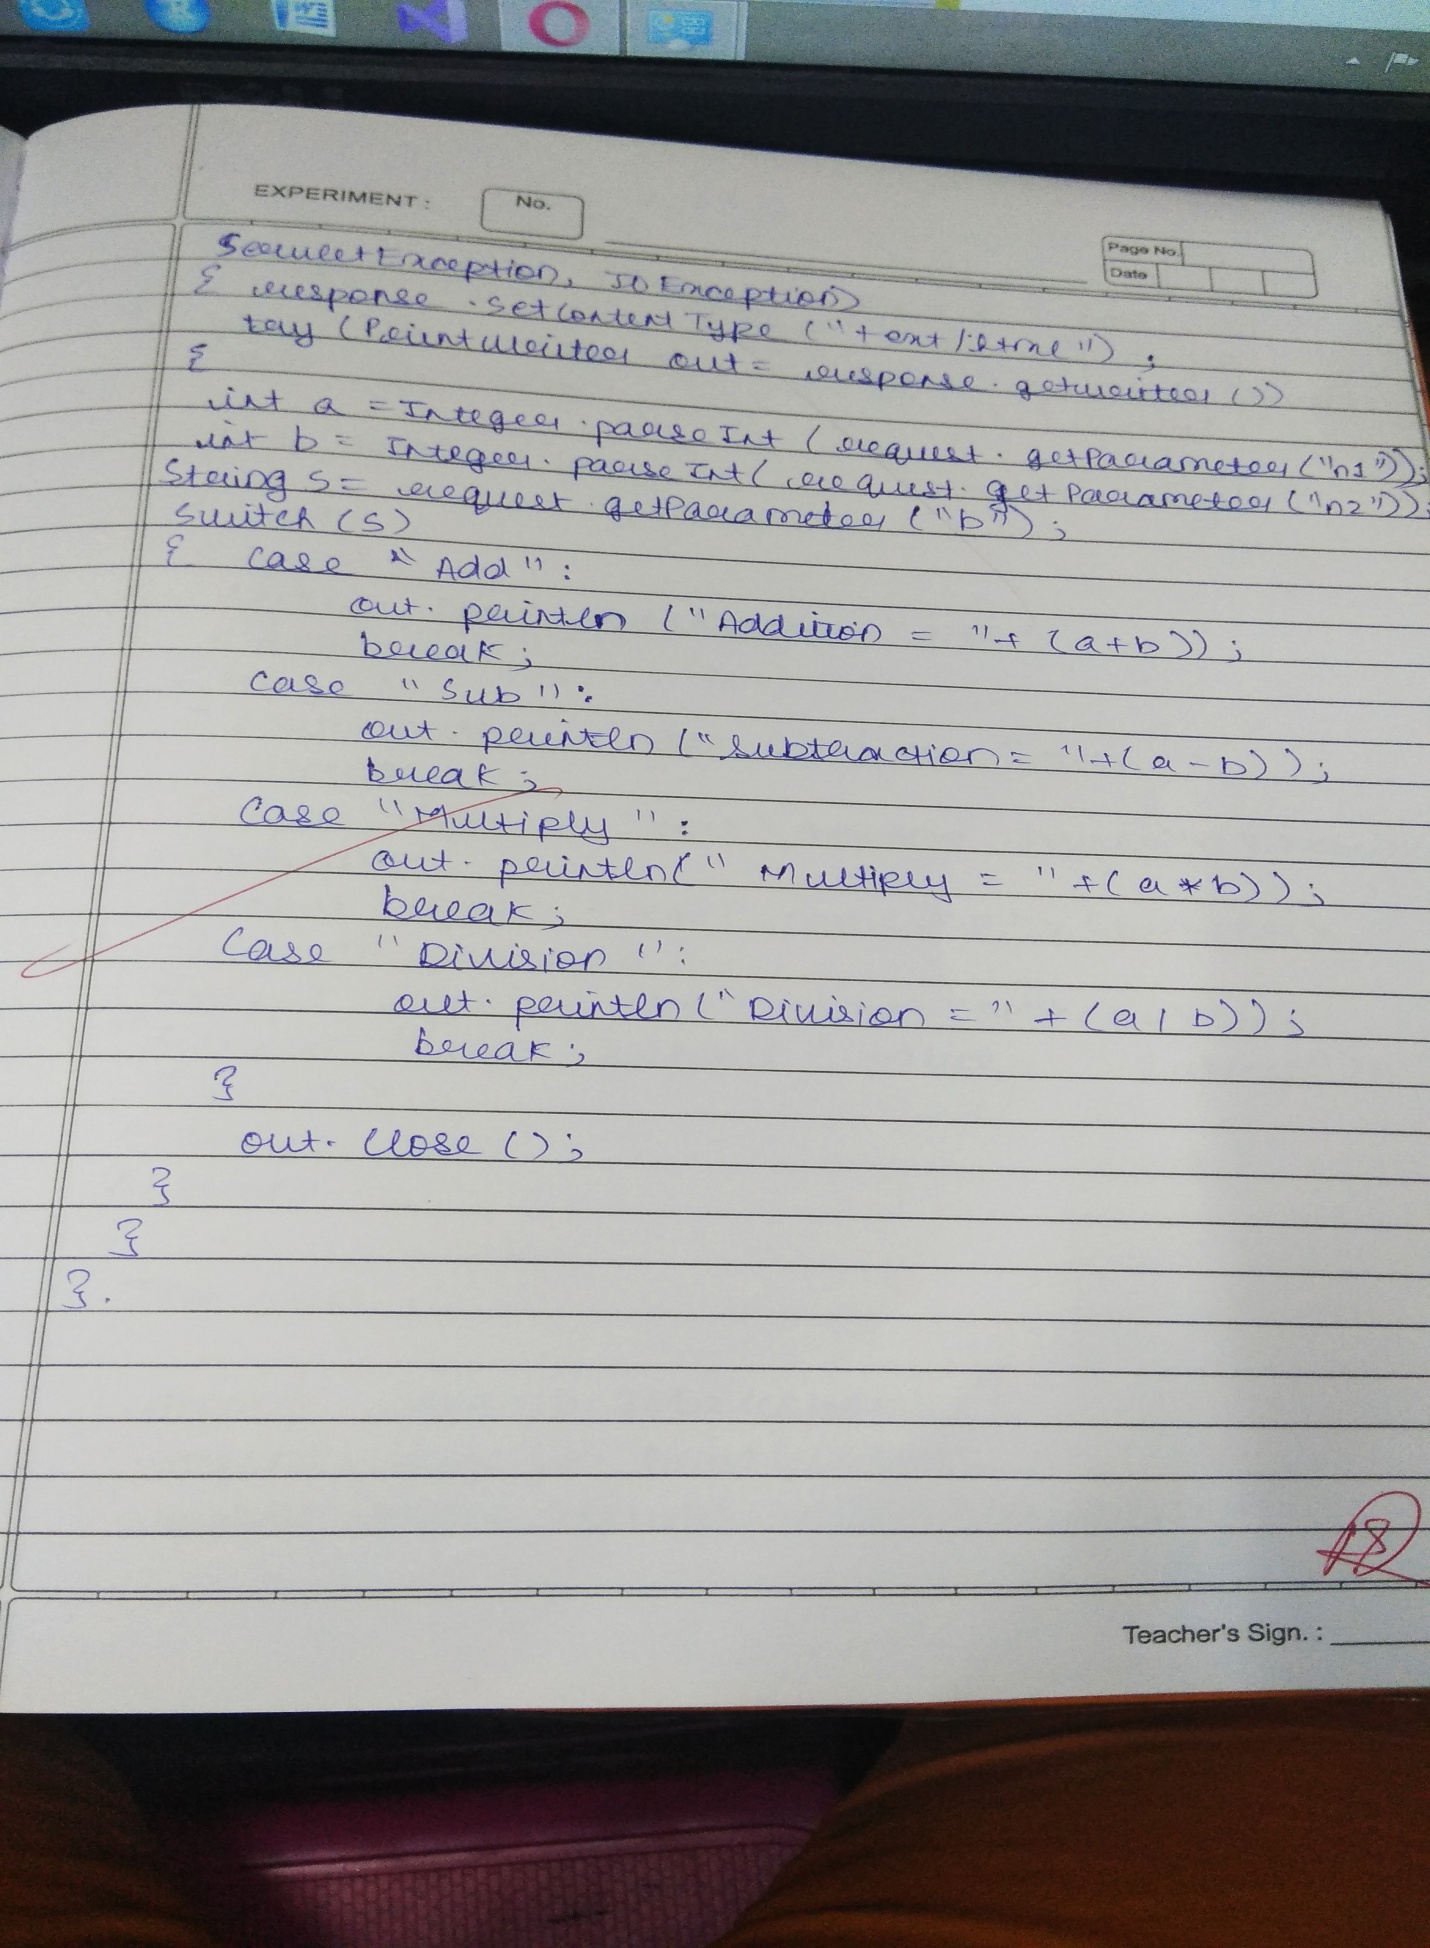 EXPERIMENT :
No.
Page No.
Date
ServletException, IOException)
{ response . setContentType ("text/html") ;
try (PrintWriter out = response.getWriter ())
{
int a = Integer.parseInt (request.getParameter("n1"));
int b = Integer.parseInt( request.getParameter("n2"));
String s = request.getParameter ("b") ;
switch (s)
{ case "Add" :
out. println ("Addition = "+ (a+b)) ;
break ;
case "Sub" :
out. println ("Subtraction = "+(a-b)) ;
break ;
case "Multiply" :
out. println(" Multiply = " +(a*b)) ;
break ;
case "Division" :
out. println ("Division =" + (a/b)) ;
break ;
}
out. close () ;
}
}
}.
Teacher's Sign. :